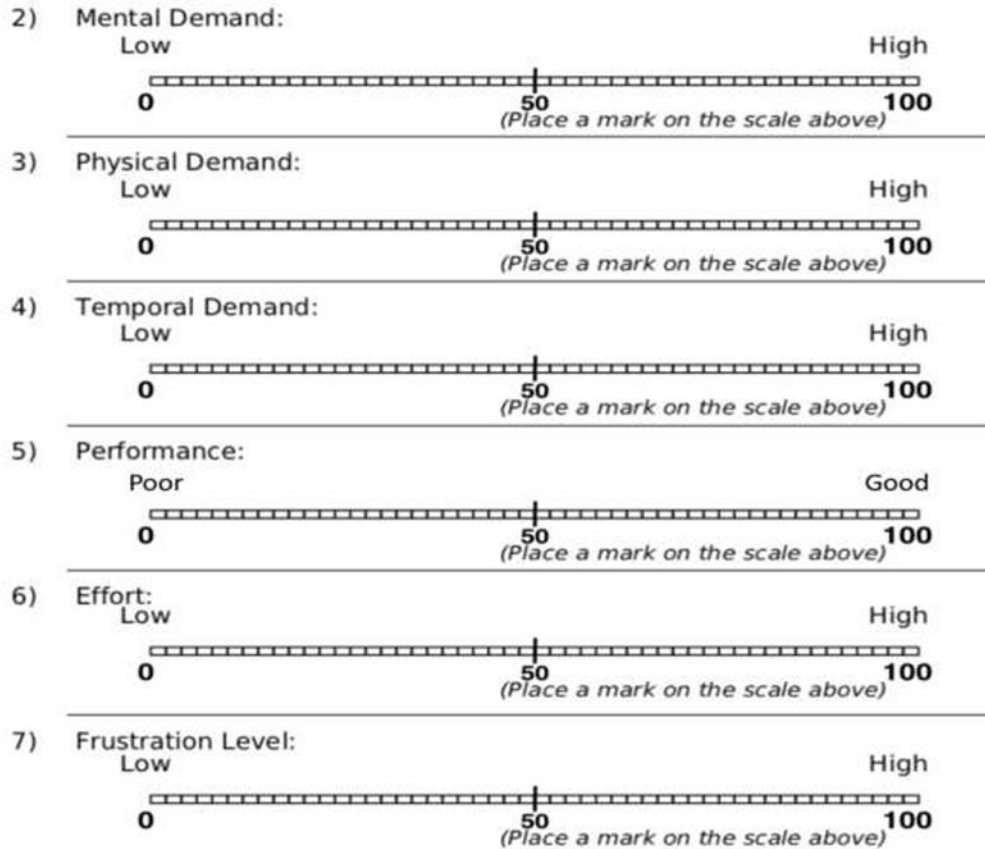 2) Mental Demand:
Low High
0 50 100
(Place a mark on the scale above)
3) Physical Demand:
Low High
0 50 100
(Place a mark on the scale above)
4) Temporal Demand:
Low High
0 50 100
(Place a mark on the scale above)
5) Performance:
Poor Good
0 50 100
(Place a mark on the scale above)
6) Effort:
Low High
0 50 100
(Place a mark on the scale above)
7) Frustration Level:
Low High
0 50 100
(Place a mark on the scale above)